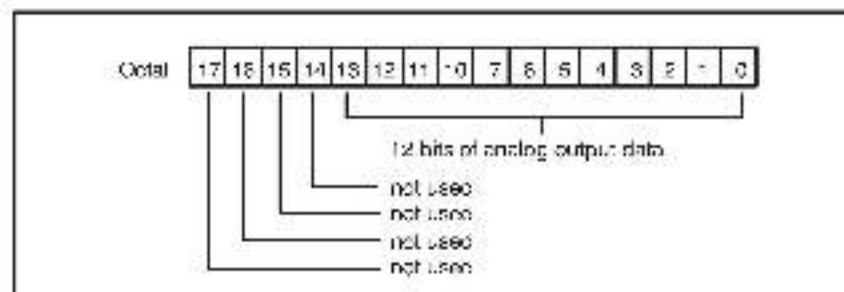 Octal 17 16 15 14 13 12 11 10 7 6 5 4 3 2 1 0
12 bits of analog output data
not used
not used
not used
not used